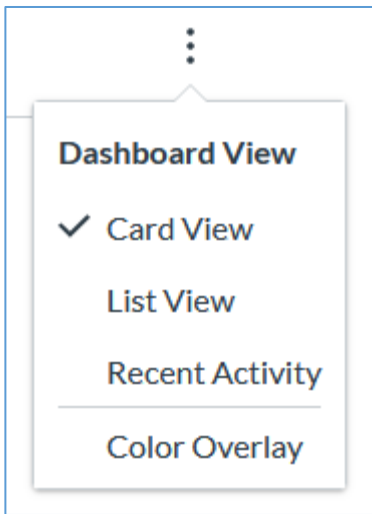 Dashboard View
Card View
List View
Recent Activity
Color Overlay